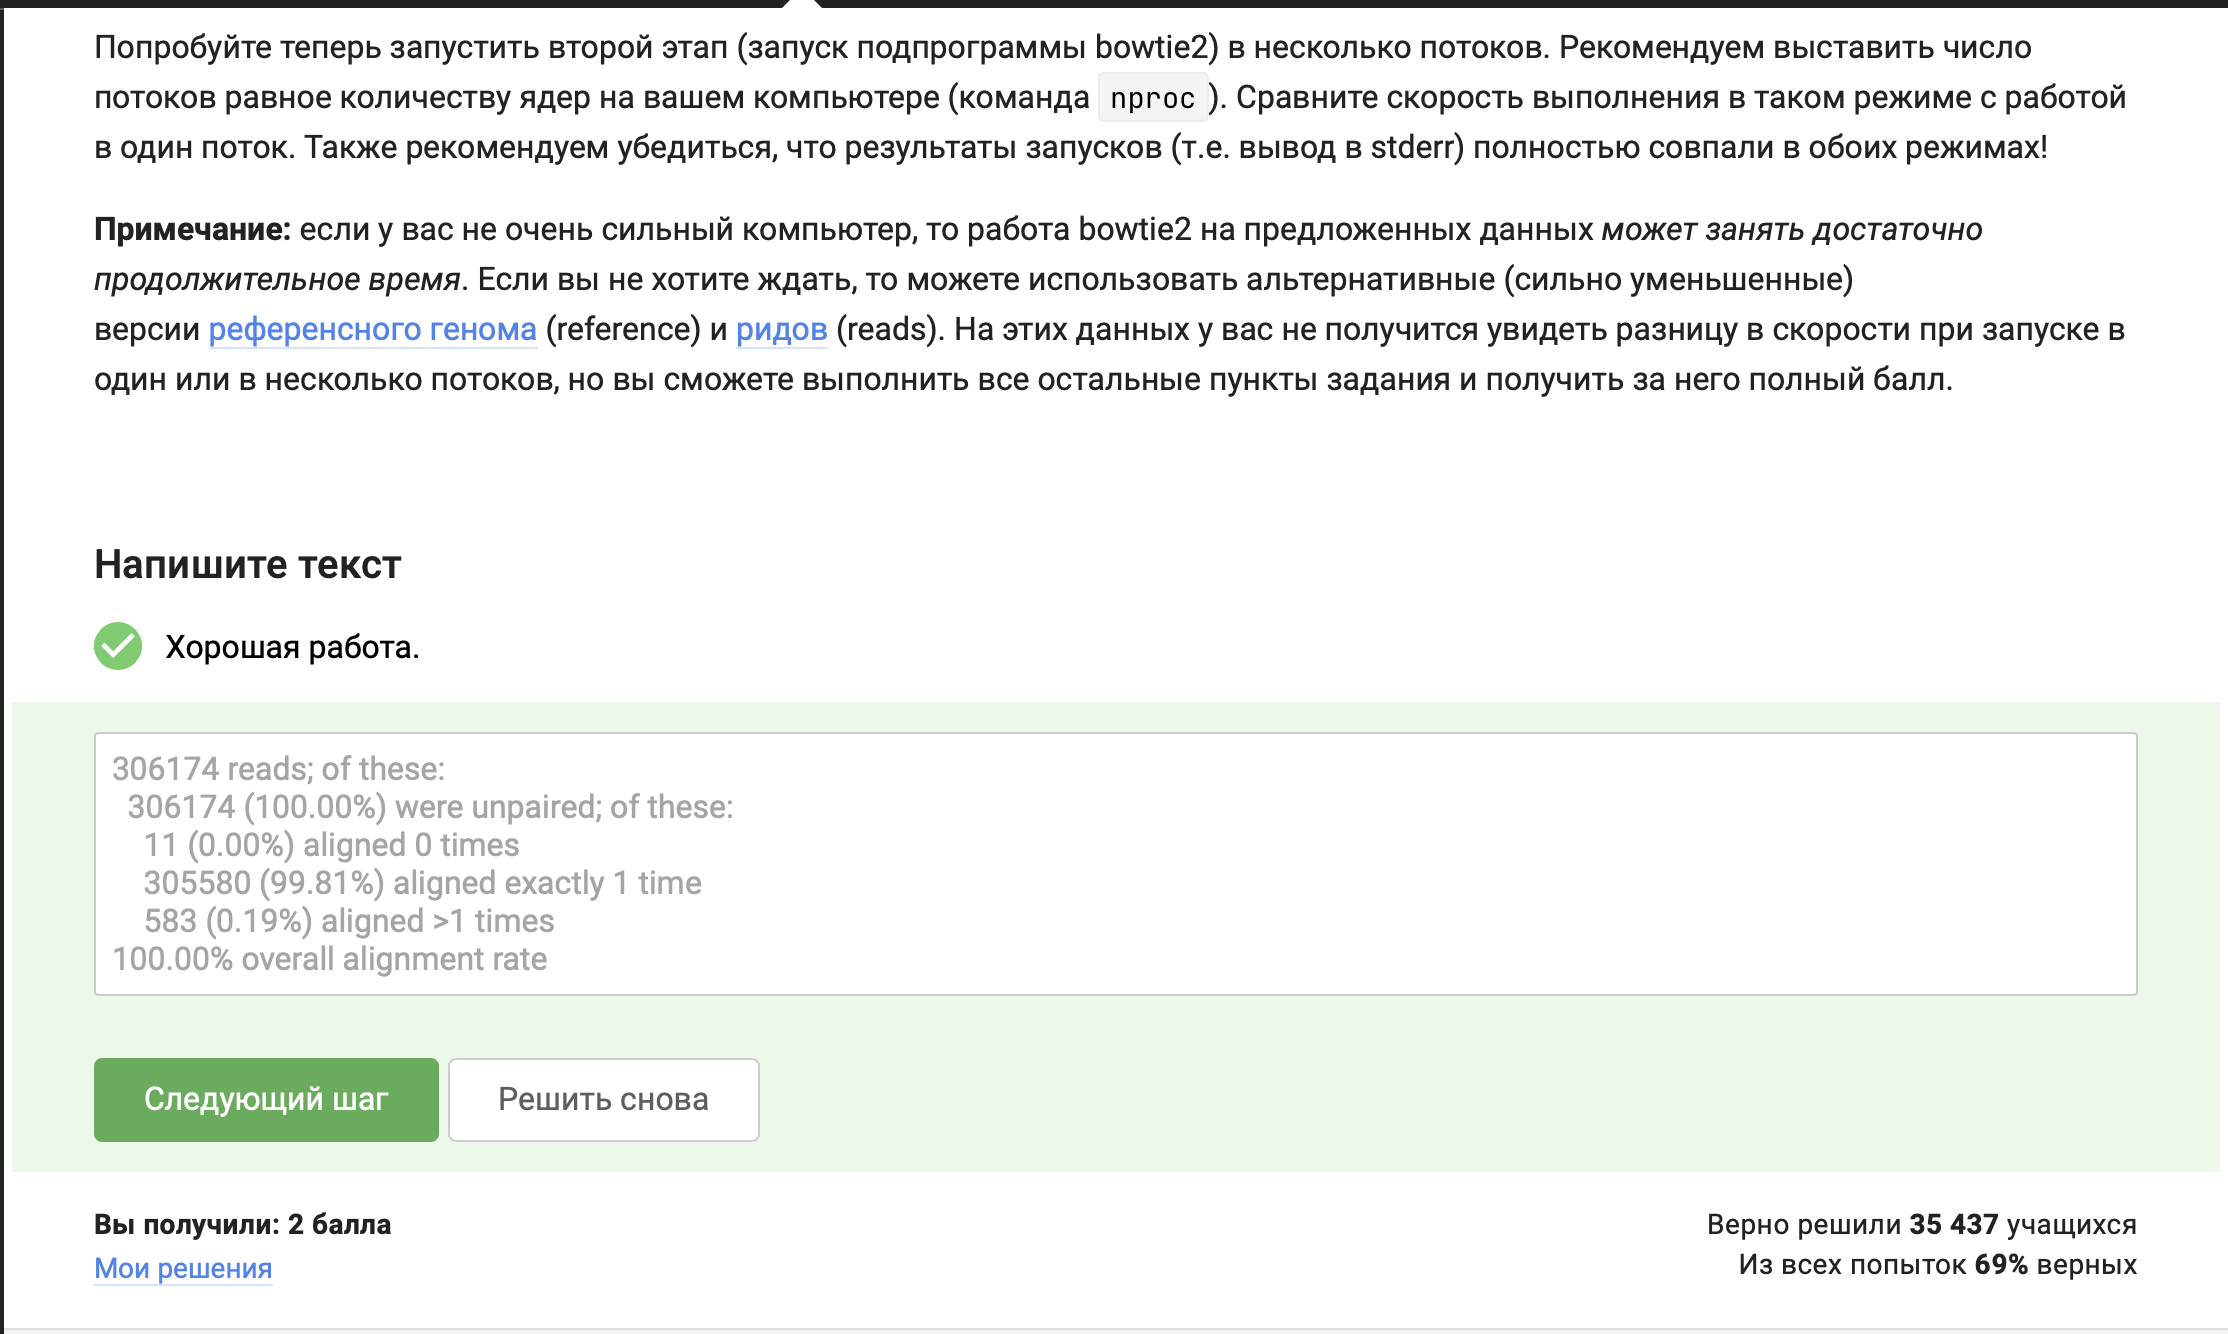 Попробуйте теперь запустить второй этап (запуск подпрограммы bowtie2) в несколько потоков. Рекомендуем выставить число
потоков равное количеству ядер на вашем компьютере (команда nproc). Сравните скорость выполнения в таком режиме с работой
в один поток. Также рекомендуем убедиться, что результаты запусков (т.е. вывод в stderr) полностью совпали в обоих режимах!
Примечание: если у вас не очень сильный компьютер, то работа bowtie2 на предложенных данных может занять достаточно
продолжительное время. Если вы не хотите ждать, то можете использовать альтернативные (сильно уменьшенные)
версии референсного генома (reference) и ридов (reads). На этих данных у вас не получится увидеть разницу в скорости при запуске в
один или в несколько потоков, но вы сможете выполнить все остальные пункты задания и получить за него полный балл.
Напишите текст
Хорошая работа.
306174 reads; of these:
306174 (100.00%) were unpaired; of these:
11 (0.00%) aligned 0 times
305580 (99.81%) aligned exactly 1 time
583 (0.19%) aligned >1 times
100.00% overall alignment rate
Следующий шаг
Решить снова
Вы получили: 2 балла
Мои решения
Верно решили 35 437 учащихся
Из всех попыток 69% верных